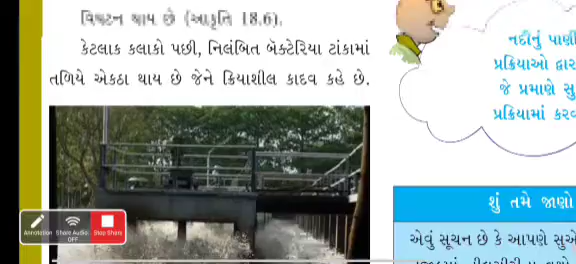 વિઘટન થાય છે (આકૃતિ 18.6).
કેટલાક કલાકો પછી, નિલંબિત બૅક્ટેરિયા ટાંકામાં
તળિયે એકઠા થાય છે જેને ક્રિયાશીલ કાદવ કહે છે.
નદીનું પાણી
પ્રક્રિયાઓ
જે પ્રમાણે
પ્રક્રિયામાં
શું તમે જાણો
એવું સૂચન છે કે આપણે
Annotation
Share Audio: OFF
Stop Share